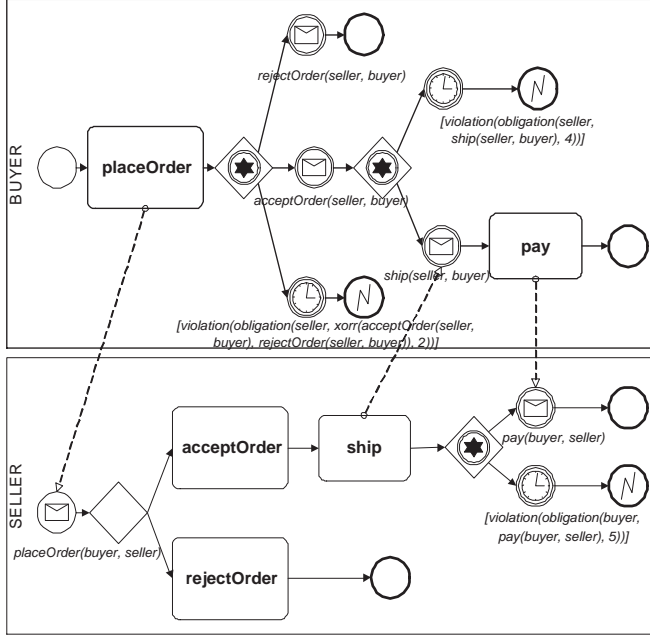 BUYER
rejectOrder(seller, buyer)
[violation(obligation(seller,
ship(seller, buyer), 4))]
placeOrder
acceptOrder(seller, buyer)
ship(seller, buyer)
pay
[violation(obligation(seller, xorr(acceptOrder(seller,
buyer), rejectOrder(seller, buyer)), 2))]
SELLER
acceptOrder
ship
pay(buyer, seller)
[violation(obligation(buyer,
pay(buyer, seller), 5))]
placeOrder(buyer, seller)
rejectOrder